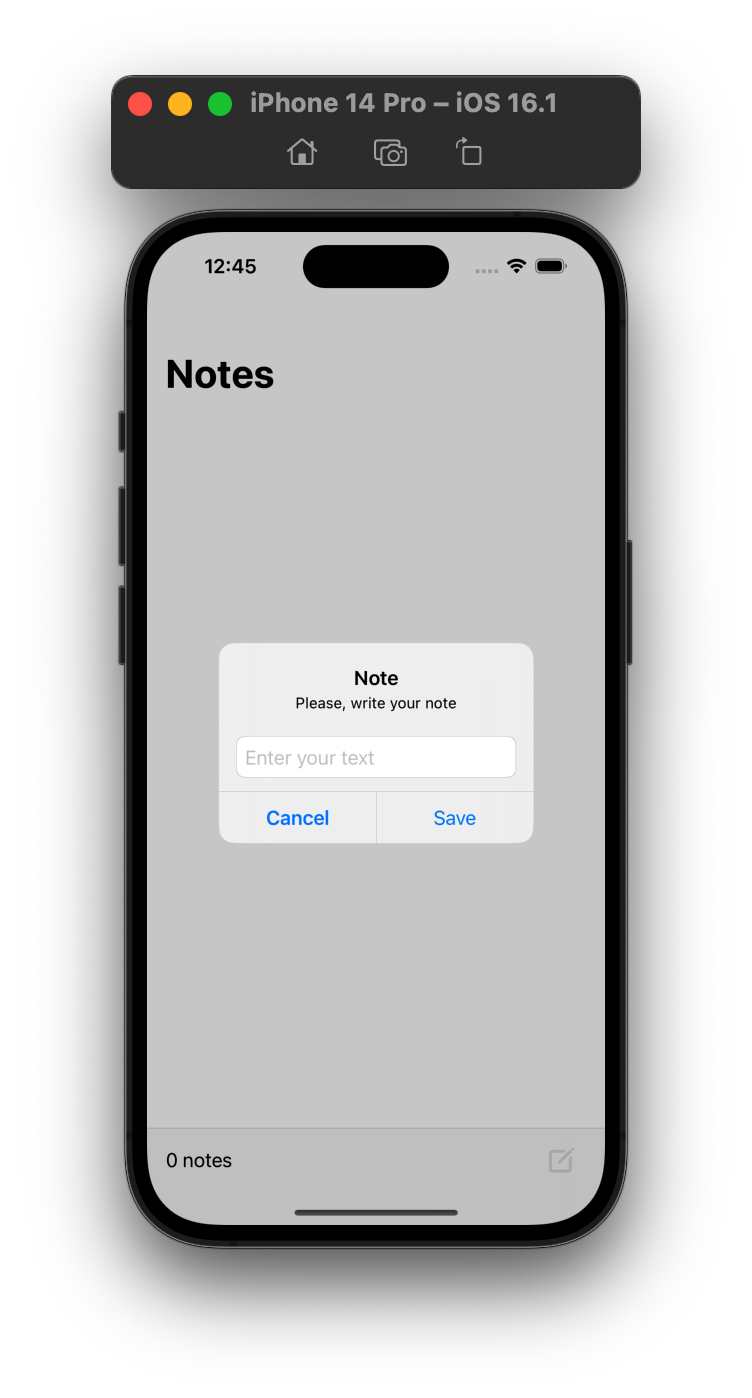 iPhone 14 Pro – iOS 16.1
12:45
Notes
Note
Please, write your note
Enter your text
Cancel Save
0 notes